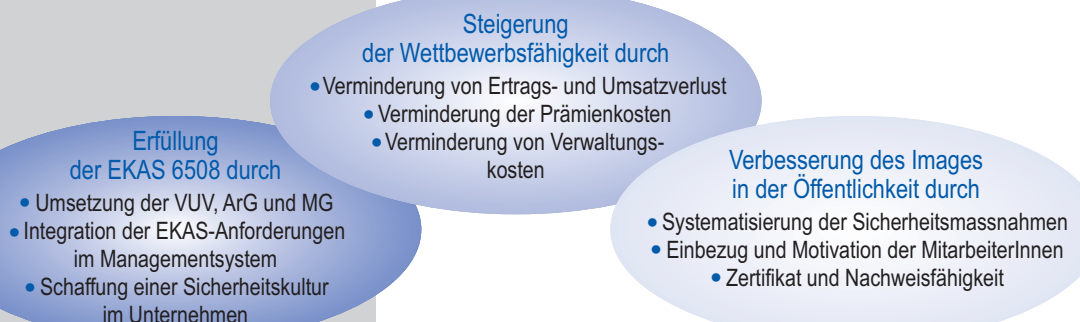 Steigerung
der Wettbewerbsfähigkeit durch
• Verminderung von Ertrags- und Umsatzverlust
• Verminderung der Prämienkosten
• Verminderung von Verwaltungs-
kosten
Erfüllung
der EKAS 6508 durch
• Umsetzung der VUV, ArG und MG
• Integration der EKAS-Anforderungen
im Managementsystem
• Schaffung einer Sicherheitskultur
im Unternehmen
Verbesserung des Images
in der Öffentlichkeit durch
• Systematisierung der Sicherheitsmassnahmen
• Einbezug und Motivation der MitarbeiterInnen
• Zertifikat und Nachweisfähigkeit